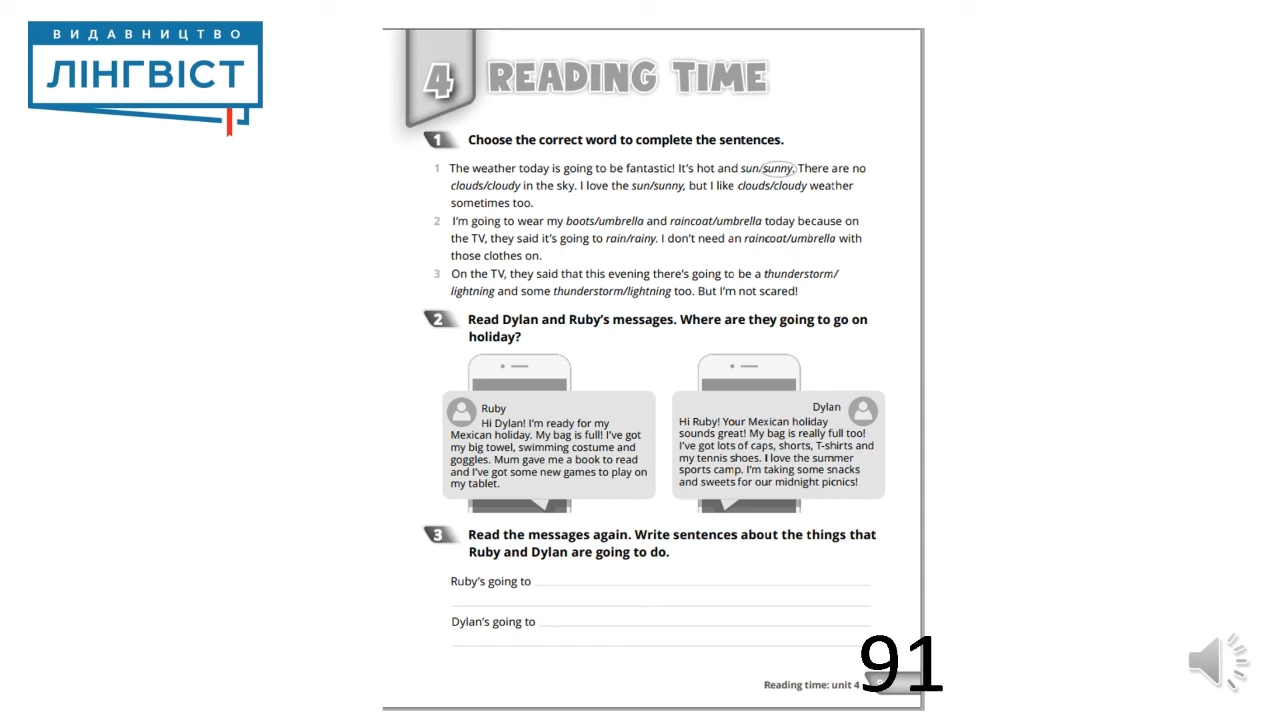 ВИДАВНИЦТВО
ЛІНГВІСТ
4 READING TIME
1 Choose the correct word to complete the sentences.
1 The weather today is going to be fantastic! It's hot and sun/sunny. There are no
clouds/cloudy in the sky. I love the sun/sunny, but I like clouds/cloudy weather
sometimes too.
2 I'm going to wear my boots/umbrella and raincoat/umbrella today because on
the TV, they said it's going to rain/rainy. I don't need an raincoat/umbrella with
those clothes on.
3 On the TV, they said that this evening there's going to be a thunderstorm/
lightning and some thunderstorm/lightning too. But I'm not scared!
2 Read Dylan and Ruby's messages. Where are they going to go on
holiday?
Ruby
Hi Dylan! I'm ready for my
Mexican holiday. My bag is full! I've got
my big towel, swimming costume and
goggles. Mum gave me a book to read
and I've got some new games to play on
my tablet.
Dylan
Hi Ruby! Your Mexican holiday
sounds great! My bag is really full too!
I've got lots of caps, shorts, T-shirts and
my tennis shoes. I love the summer
sports camp. I'm taking some snacks
and sweets for our midnight picnics!
3 Read the messages again. Write sentences about the things that
Ruby and Dylan are going to do.
Ruby's going to
Dylan's going to
Reading time: unit 4
91